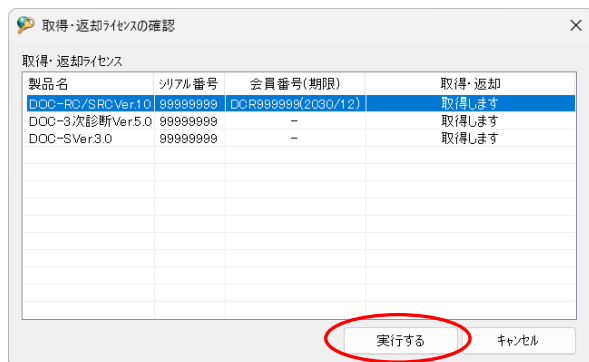 取得・返却ライセンスの確認
取得・返却ライセンス
製品名 シリアル番号 会員番号(期限) 取得・返却
DOC-RC/SRCVer.10 99999999 DCR999999(2030/12) 取得します
DOC-3次診断Ver.5.0 99999999 - 取得します
DOC-SVer.3.0 99999999 - 取得します
実行する キャンセル